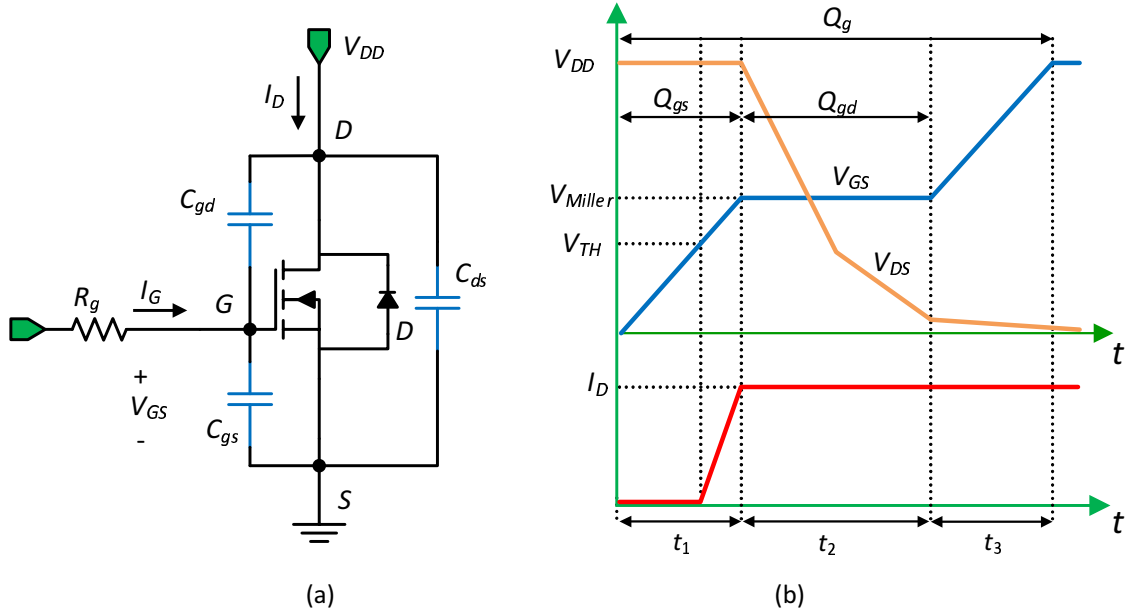 V_DD
I_D
D
C_gd
C_ds
R_g
I_G
G
D
+
V_GS
-
C_gs
S
(a)
Q_g
V_DD
Q_gs
Q_gd
V_Miller
V_GS
V_TH
V_DS
t
I_D
t
t_1
t_2
t_3
(b)